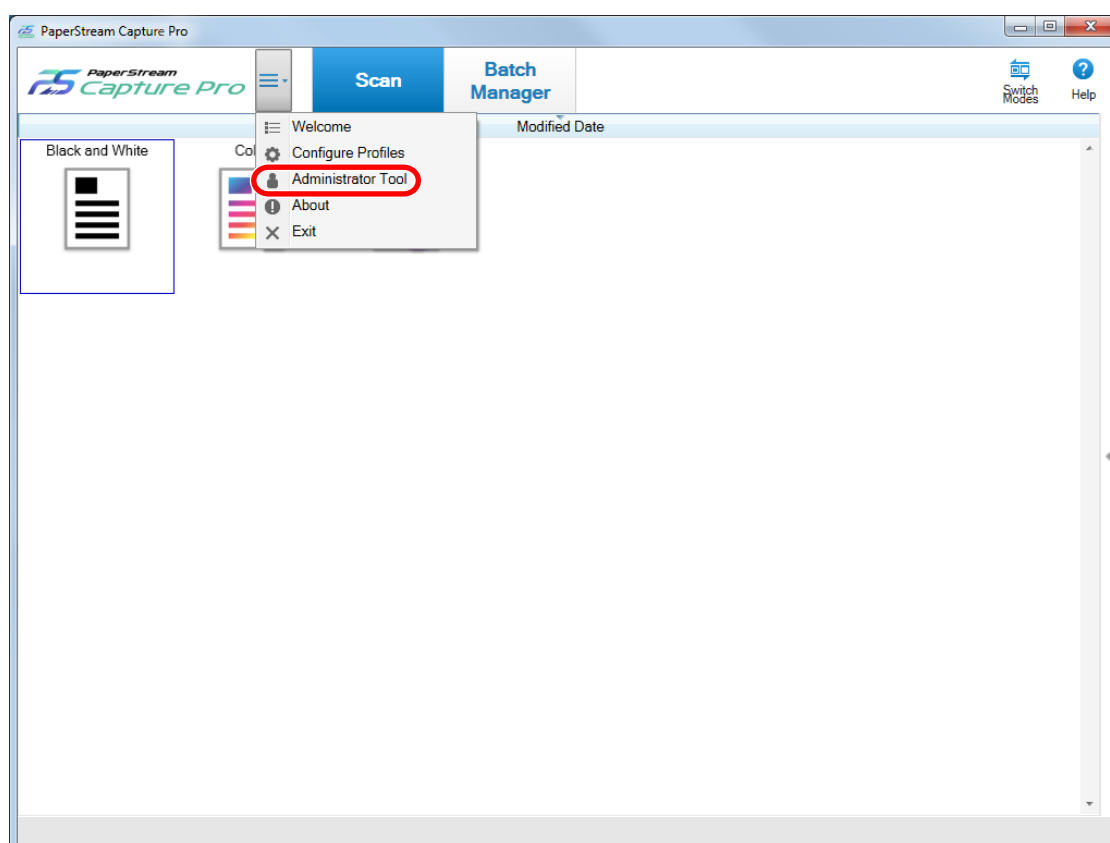 PaperStream Capture Pro
PaperStream
Capture Pro
Scan
Batch
Manager
Switch
Modes
Help
Modified Date
Welcome
Configure Profiles
Administrator Tool
About
Exit
Black and White
Col